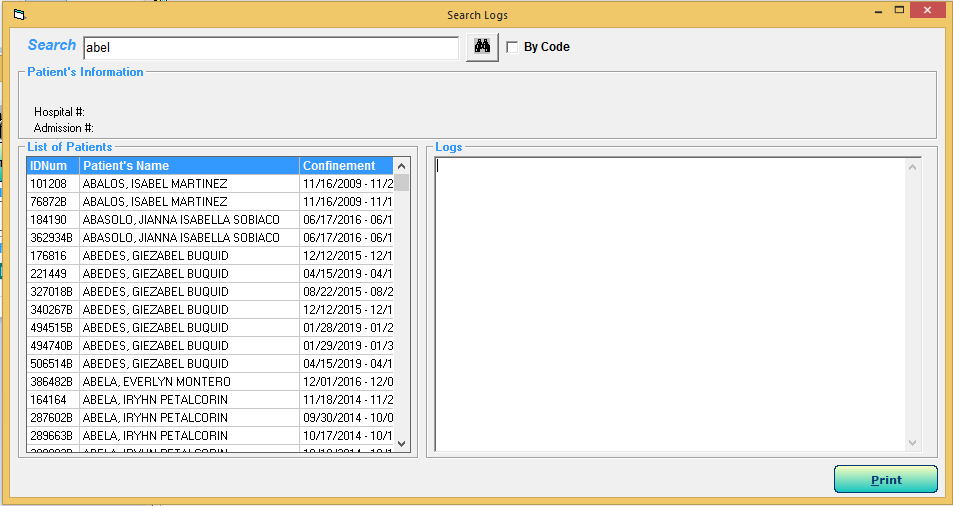 Search Logs
Search abel By Code
Patient's Information
Hospital #:
Admission #:
List of Patients
IDNum Patient's Name Confinement
101208 ABALOS, ISABEL MARTINEZ 11/16/2009 - 11/2
76872B ABALOS, ISABEL MARTINEZ 11/16/2009 - 11/1
184190 ABASOLO, JIANNA ISABELLA SOBIACO 06/17/2016 - 06/1
362934B ABASOLO, JIANNA ISABELLA SOBIACO 06/17/2016 - 06/1
176816 ABEDES, GIEZABEL BUQUID 12/12/2015 - 12/1
221449 ABEDES, GIEZABEL BUQUID 04/15/2019 - 04/1
327018B ABEDES, GIEZABEL BUQUID 08/22/2015 - 08/2
340267B ABEDES, GIEZABEL BUQUID 12/12/2015 - 12/1
494515B ABEDES, GIEZABEL BUQUID 01/28/2019 - 01/2
494740B ABEDES, GIEZABEL BUQUID 01/29/2019 - 01/3
506514B ABEDES, GIEZABEL BUQUID 04/15/2019 - 04/1
386482B ABELA, EVERLYN MONTERO 12/01/2016 - 12/0
164164 ABELA, IRYHN PETALCORIN 11/18/2014 - 11/2
287602B ABELA, IRYHN PETALCORIN 09/30/2014 - 10/0
289663B ABELA, IRYHN PETALCORIN 10/17/2014 - 10/1
ABELA, IRYHN PETALCORIN
Logs
Print